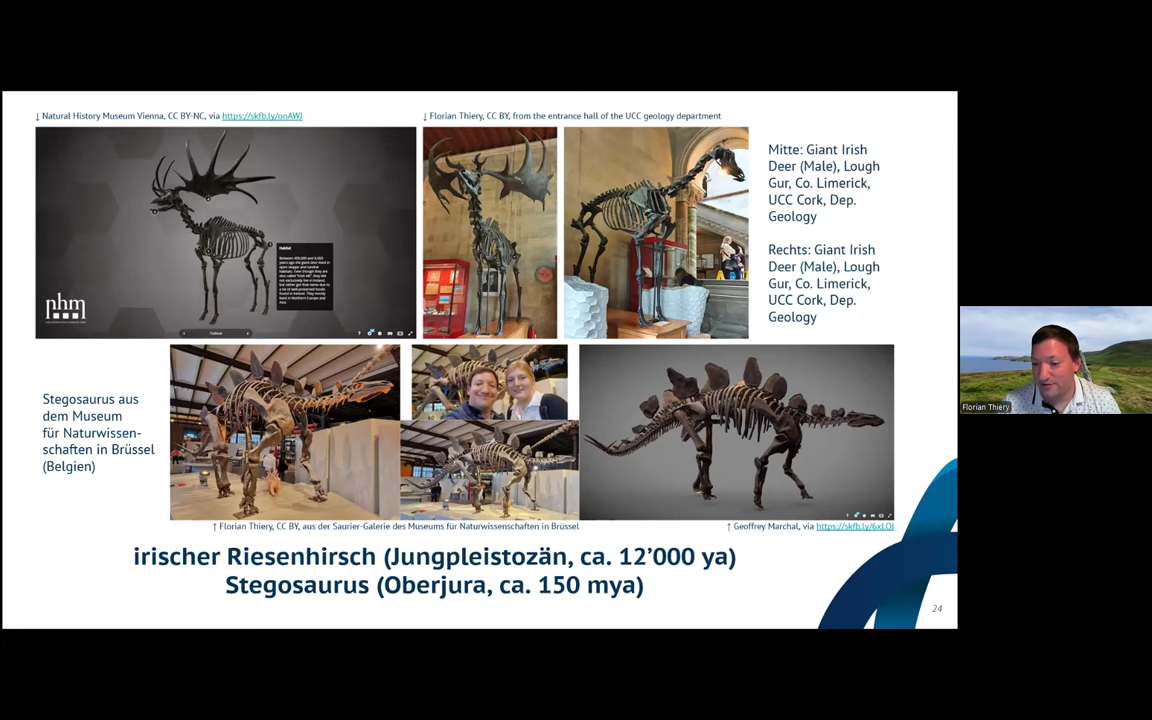 ↓ Natural History Museum Vienna, CC BY-NC, via https://skfb.ly/onAWJ
↓ Florian Thiery, CC BY, from the entrance hall of the UCC geology department
Habitat
nhm
Habitat
Mitte: Giant Irish
Deer (Male), Lough
Gur, Co. Limerick,
UCC Cork, Dep.
Geology
Rechts: Giant Irish
Deer (Male), Lough
Gur, Co. Limerick,
UCC Cork, Dep.
Geology
Florian Thiery
Stegosaurus aus
dem Museum
für Naturwissen-
schaften in Brüssel
(Belgien)
↑ Florian Thiery, CC BY, aus der Saurier-Galerie des Museums für Naturwissenschaften in Brüssel
↑ Geoffrey Marchal, via https://skfb.ly/6xLOJ
irischer Riesenhirsch (Jungpleistozän, ca. 12’000 ya)
Stegosaurus (Oberjura, ca. 150 mya)
24